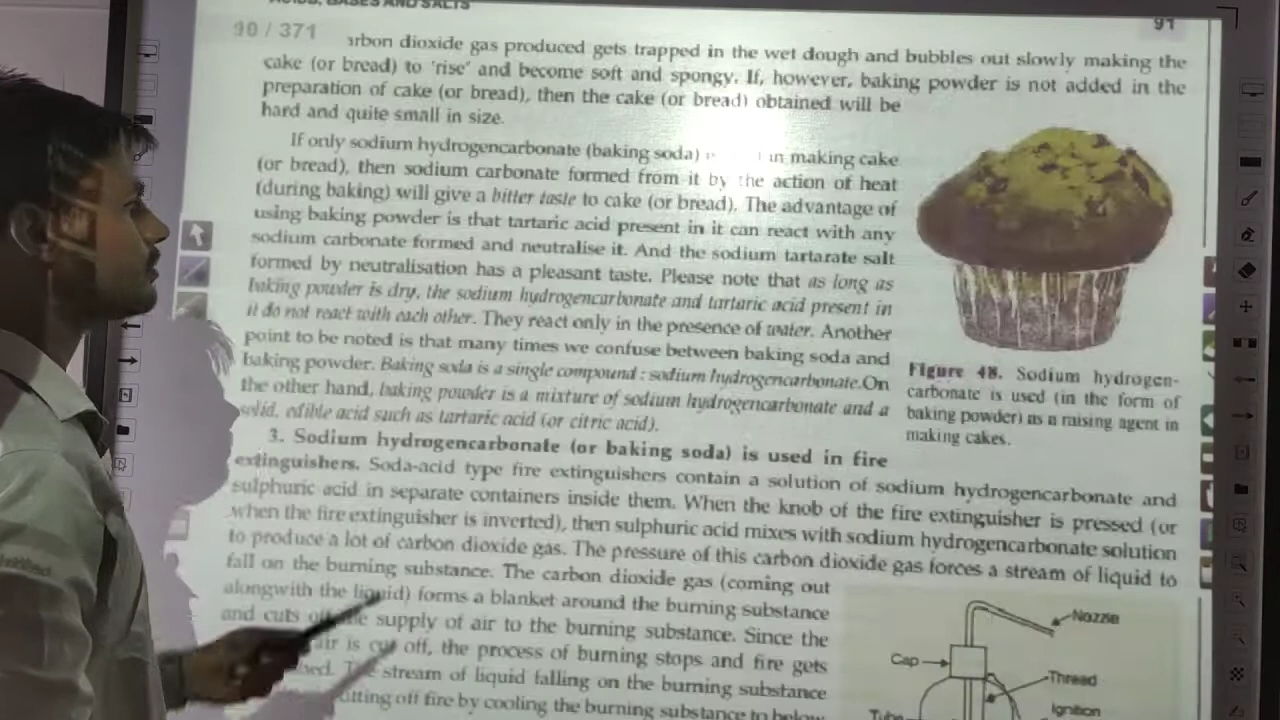 ACIDS, BASES AND SALTS
91
90 / 371
arbon dioxide gas produced gets trapped in the wet dough and bubbles out slowly making the
cake (or bread) to 'rise' and become soft and spongy. If, however, baking powder is not added in the
preparation of cake (or bread), then the cake (or bread) obtained will be
hard and quite small in size.
If only sodium hydrogencarbonate (baking soda) in making cake
(or bread), then sodium carbonate formed from it by the action of heat
(during baking) will give a bitter taste to cake (or bread). The advantage of
using baking powder is that tartaric acid present in it can react with any
sodium carbonate formed and neutralise it. And the sodium tartarate salt
formed by neutralisation has a pleasant taste. Please note that as long as
baking powder is dry, the sodium hydrogencarbonate and tartaric acid present in
it do not react with each other. They react only in the presence of water. Another
point to be noted is that many times we confuse between baking soda and
baking powder. Baking soda is a single compound : sodium hydrogencarbonate.On
the other hand, baking powder is a mixture of sodium hydrogencarbonate and a
solid, edible acid such as tartaric acid (or citric acid).
Figure 48. Sodium hydrogen-
carbonate is used (in the form of
baking powder) as a raising agent in
making cakes.
3. Sodium hydrogencarbonate (or baking soda) is used in fire
extinguishers. Soda-acid type fire extinguishers contain a solution of sodium hydrogencarbonate and
sulphuric acid in separate containers inside them. When the knob of the fire extinguisher is pressed (or
when the fire extinguisher is inverted), then sulphuric acid mixes with sodium hydrogencarbonate solution
to produce a lot of carbon dioxide gas. The pressure of this carbon dioxide gas forces a stream of liquid to
fall on the burning substance. The carbon dioxide gas (coming out
alongwith the liquid) forms a blanket around the burning substance
and cuts off the supply of air to the burning substance. Since the
air is cut off, the process of burning stops and fire gets
stream of liquid falling on the burning substance
putting off fire by cooling the burning substance to below
Nozzle
Cap
Thread
Ignition
Tube